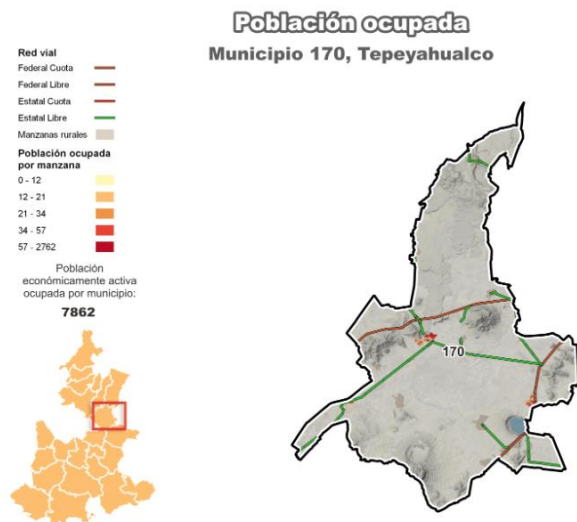 Población ocupada
Municipio 170, Tepeyahualco
Red vial
Federal Cuota
Federal Libre
Estatal Cuota
Estatal Libre
Manzanas rurales
Población ocupada
por manzana
0 - 12
12 - 21
21 - 34
34 - 57
57 - 2762
Población
económicamente activa
ocupada por municipio:
7862
170